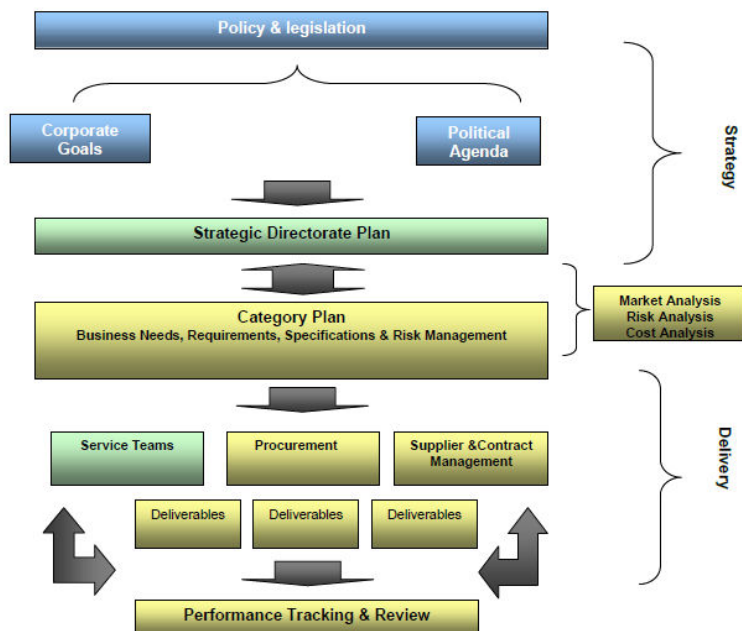 Policy & legislation
Corporate
Goals
Political
Agenda
Strategy
Strategic Directorate Plan
Category Plan
Business Needs, Requirements, Specifications & Risk Management
Market Analysis
Risk Analysis
Cost Analysis
Service Teams
Procurement
Supplier &Contract
Management
Delivery
Deliverables
Deliverables
Deliverables
Performance Tracking & Review